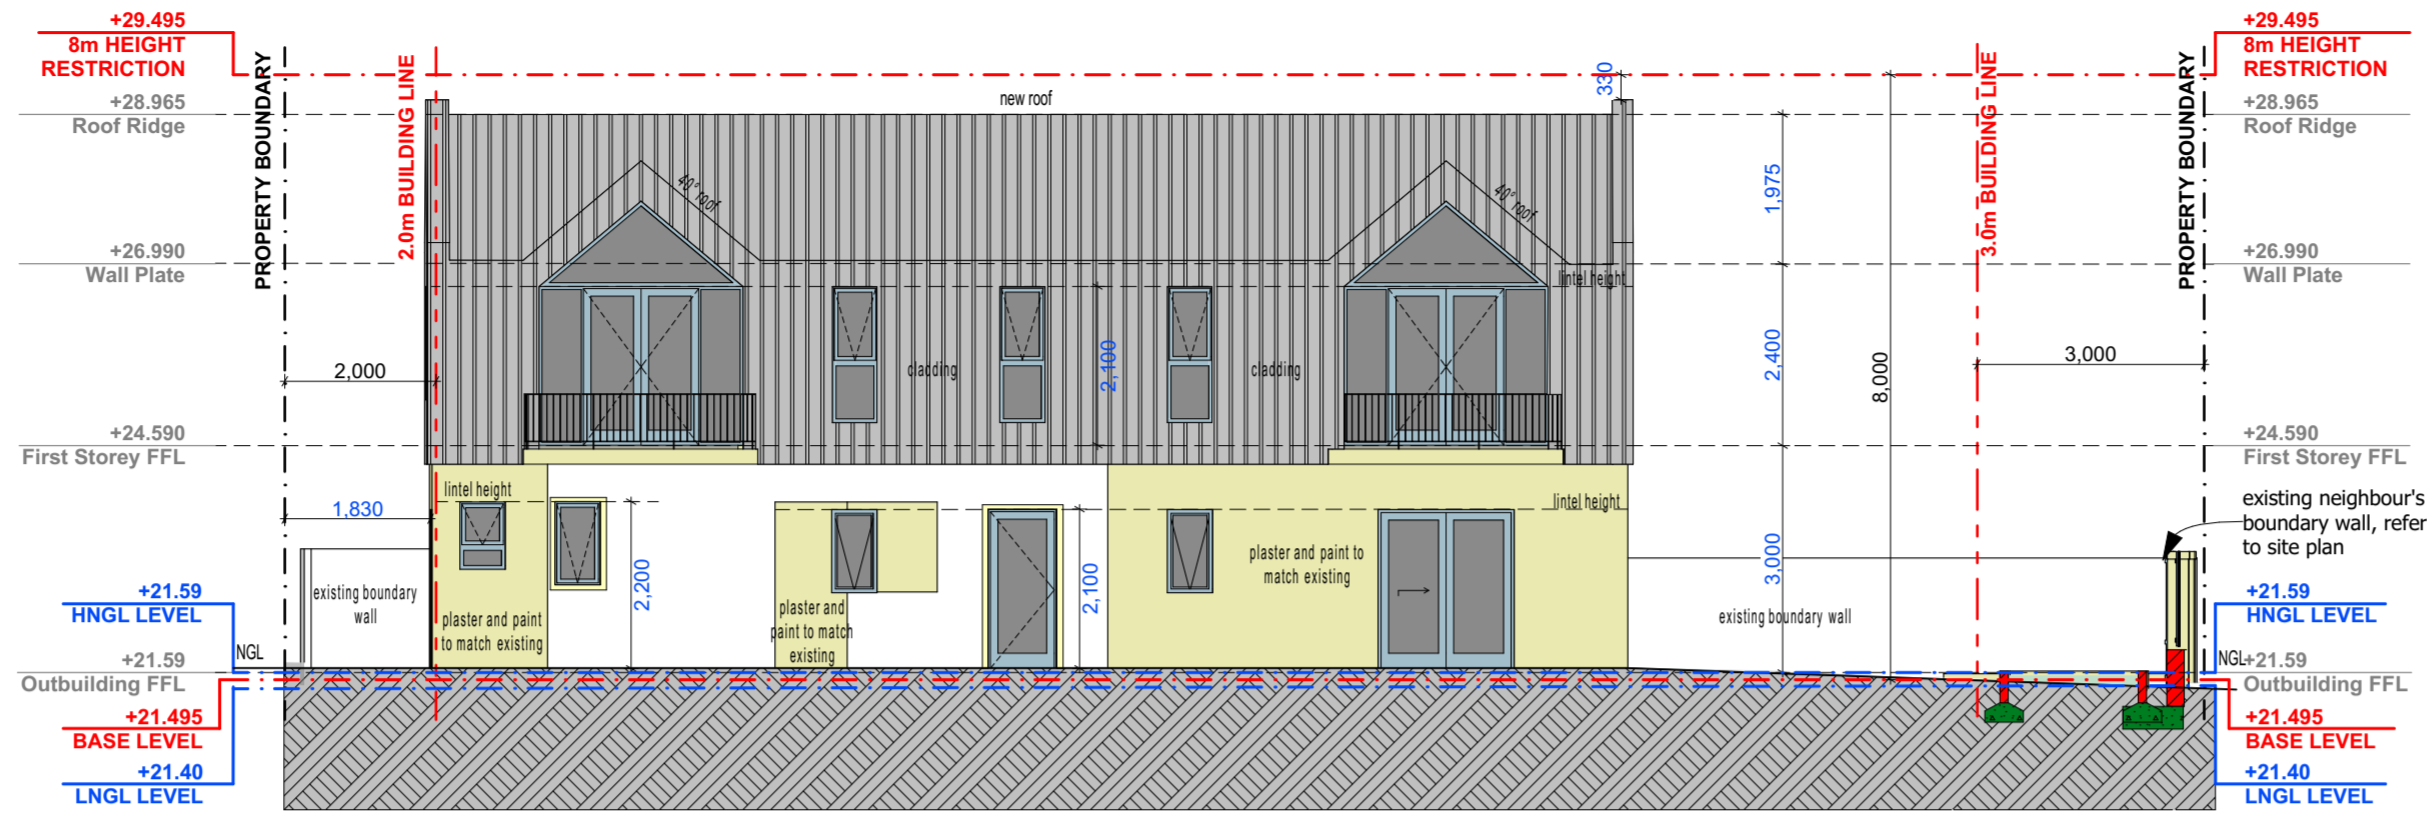 +29.495
8m HEIGHT
RESTRICTION
+28.965
Roof Ridge
+26.990
Wall Plate
+24.590
First Storey FFL
+21.59
HNGL LEVEL
+21.59
Outbuilding FFL
+21.495
BASE LEVEL
+21.40
LNGL LEVEL
PROPERTY BOUNDARY
2.0m BUILDING LINE
2,000
1,830
NGL
existing boundary
wall
new roof
330
40° roof
40° roof
lintel height
cladding
cladding
2,100
lintel height
plaster and paint
to match existing
2,200
plaster and
paint to match
existing
2,100
plaster and paint to
match existing
lintel height
1,975
2,400
3,000
8,000
3.0m BUILDING LINE
3,000
PROPERTY BOUNDARY
existing boundary wall
NGL
+29.495
8m HEIGHT
RESTRICTION
+28.965
Roof Ridge
+26.990
Wall Plate
+24.590
First Storey FFL
existing neighbour's
boundary wall, refer
to site plan
+21.59
HNGL LEVEL
+21.59
Outbuilding FFL
+21.495
BASE LEVEL
+21.40
LNGL LEVEL